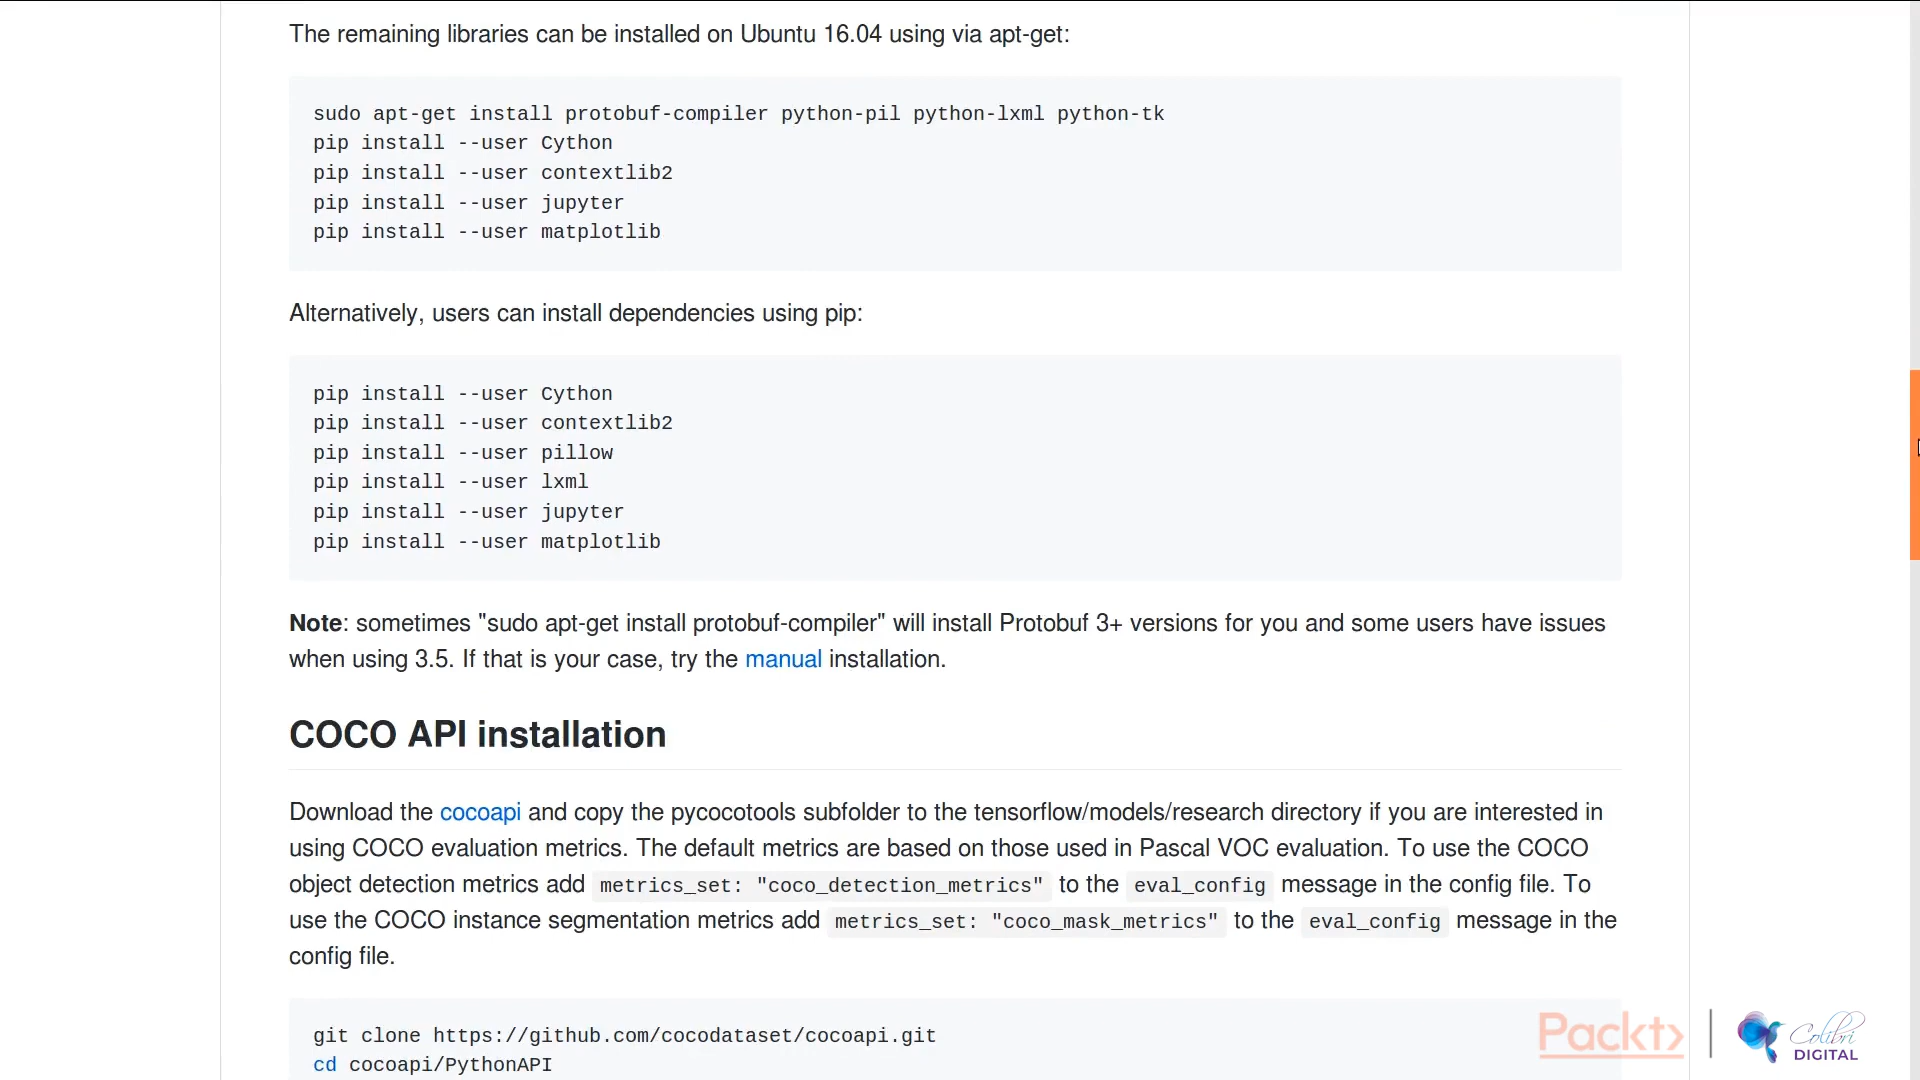 The remaining libraries can be installed on Ubuntu 16.04 using via apt-get:
sudo apt-get install protobuf-compiler python-pil python-lxml python-tk
pip install --user Cython
pip install --user contextlib2
pip install --user jupyter
pip install --user matplotlib
Alternatively, users can install dependencies using pip:
pip install --user Cython
pip install --user contextlib2
pip install --user pillow
pip install --user lxml
pip install --user jupyter
pip install --user matplotlib
Note: sometimes "sudo apt-get install protobuf-compiler" will install Protobuf 3+ versions for you and some users have issues
when using 3.5. If that is your case, try the manual installation.
COCO API installation
Download the cocoapi and copy the pycocotools subfolder to the tensorflow/models/research directory if you are interested in
using COCO evaluation metrics. The default metrics are based on those used in Pascal VOC evaluation. To use the COCO
object detection metrics add metrics_set: "coco_detection_metrics" to the eval_config message in the config file. To
use the COCO instance segmentation metrics add metrics_set: "coco_mask_metrics" to the eval_config message in the
config file.
git clone https://github.com/cocodataset/cocoapi.git
cd cocoapi/PythonAPI
Packt>
Colibri
DIGITAL